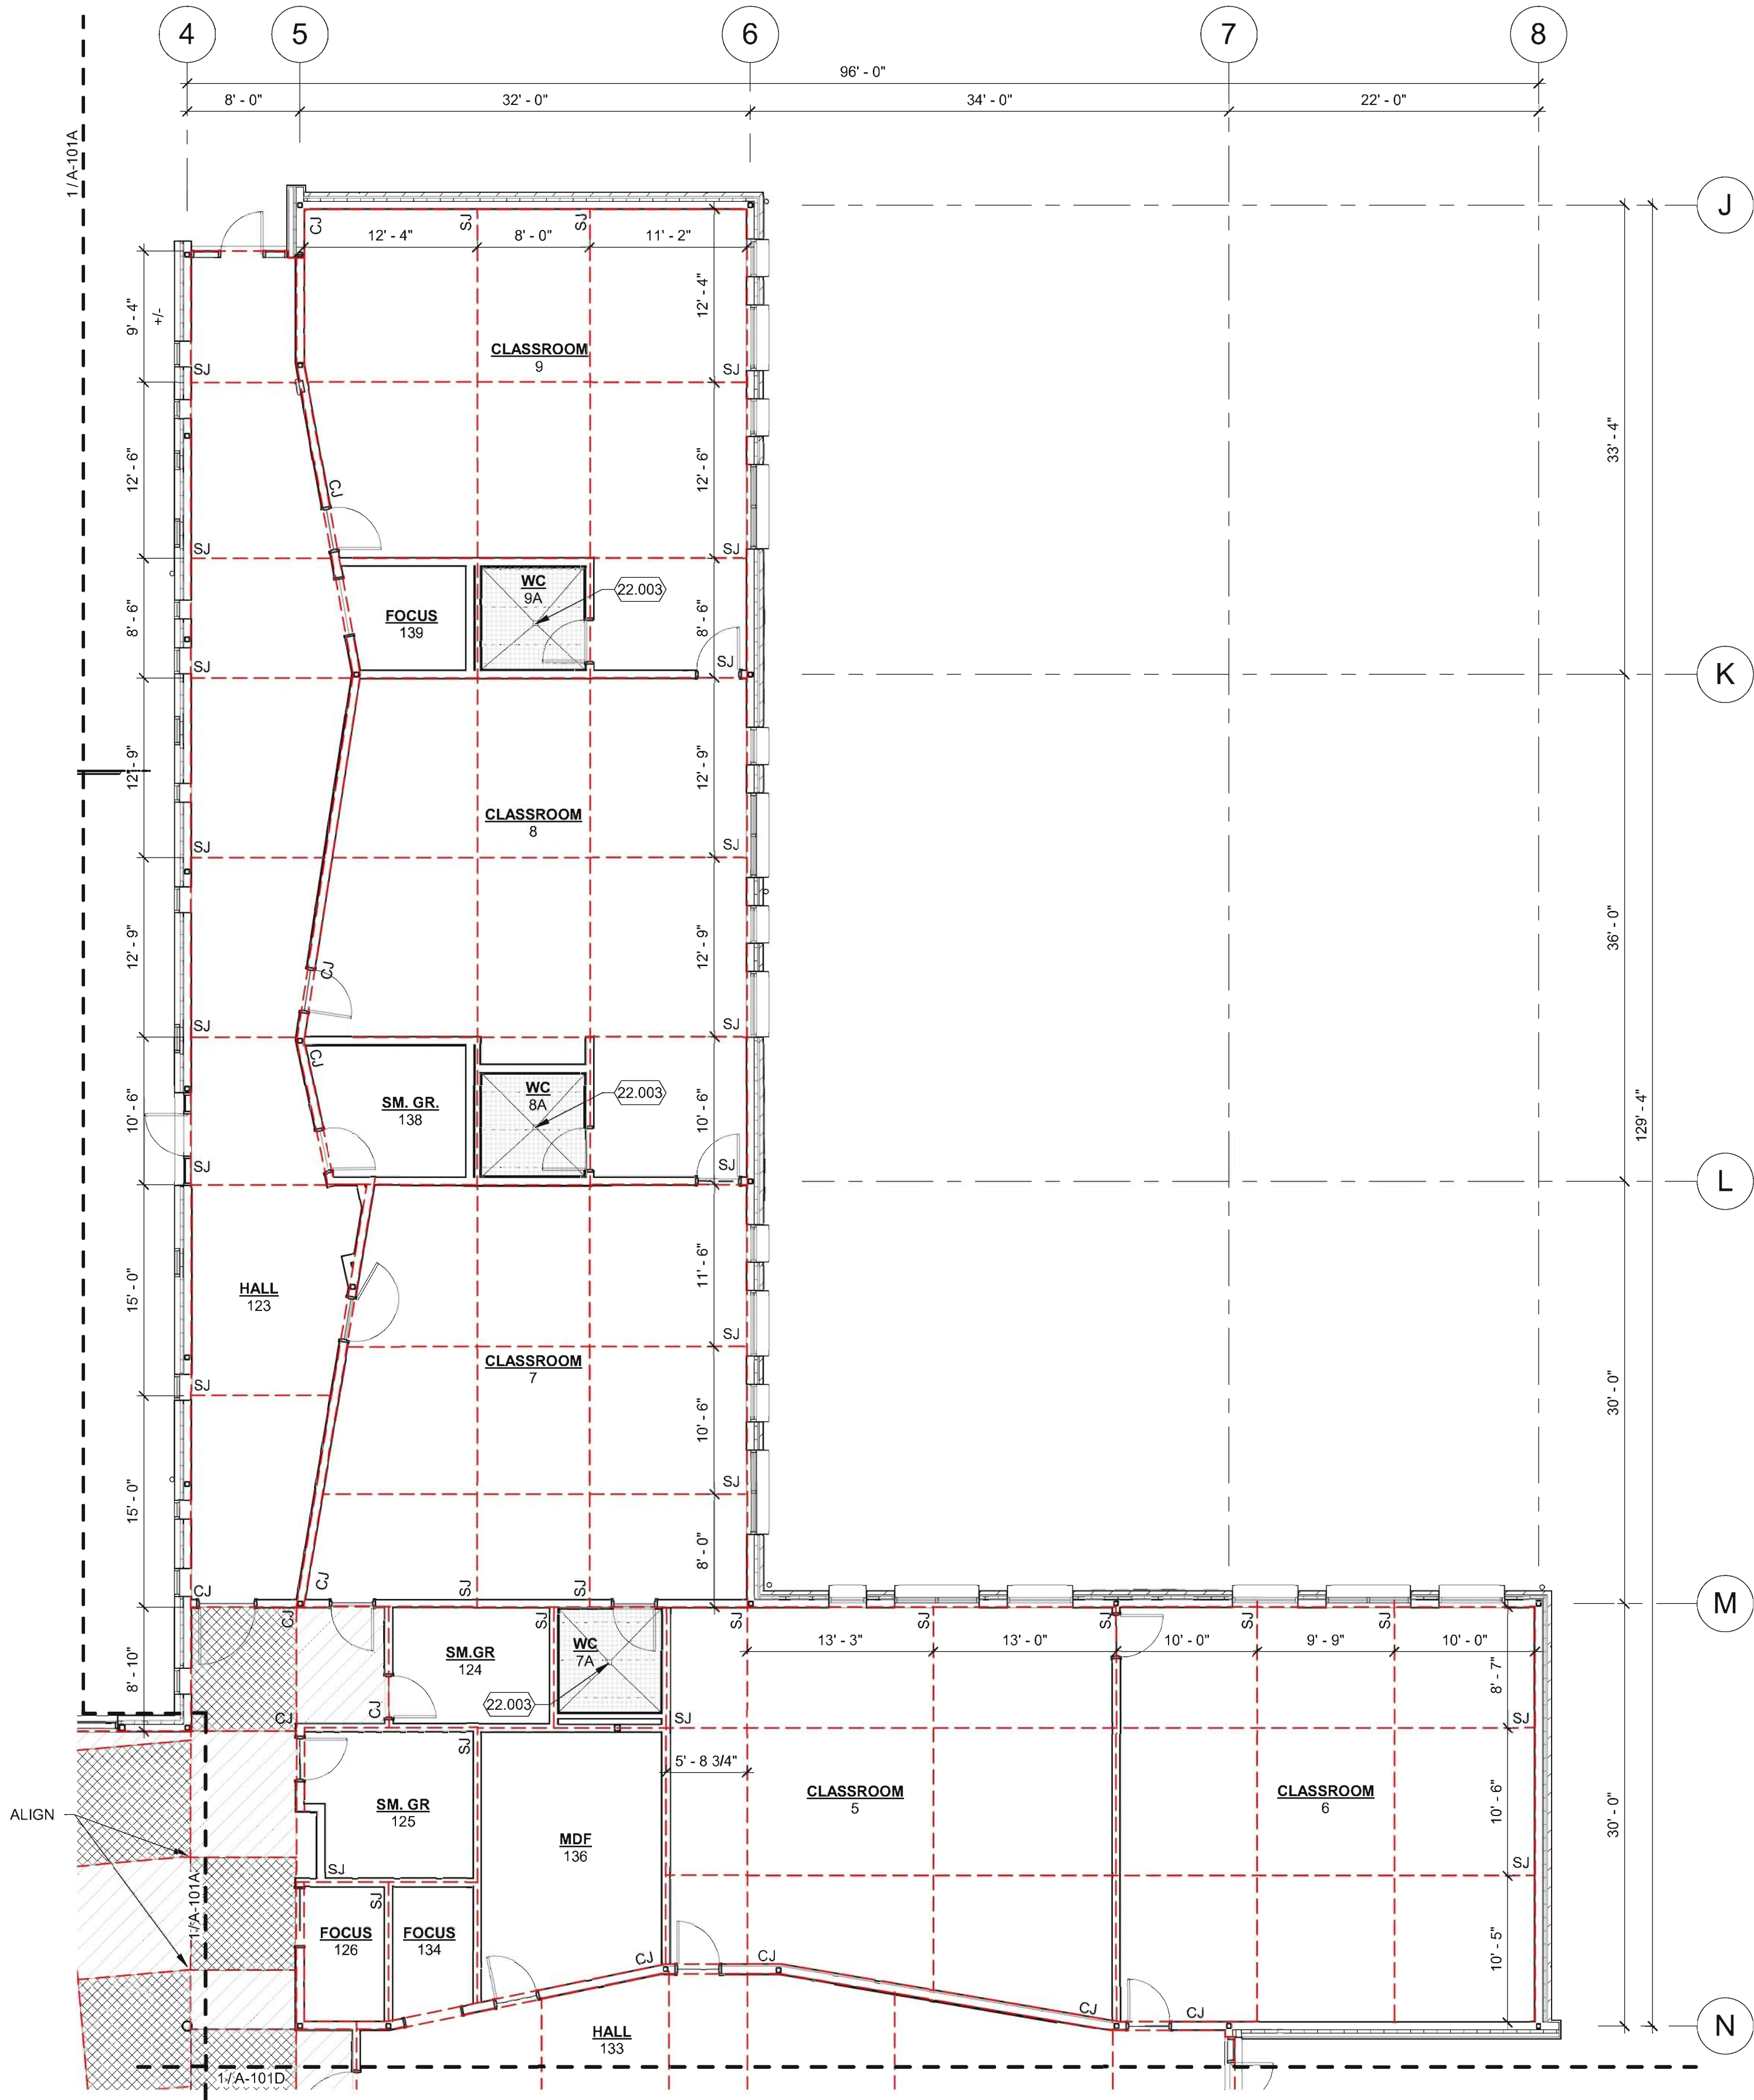 4
5
6
7
8
96' - 0"
8' - 0"
32' - 0"
34' - 0"
22' - 0"
1 / A-101A
J
CJ
SJ
SJ
12' - 4"
8' - 0"
11' - 2"
9' - 4"
+/-
12' - 4"
CLASSROOM
9
SJ
SJ
33' - 4"
12' - 6"
12' - 6"
CJ
SJ
SJ
WC
9A
22.003
8' - 6"
FOCUS
139
8' - 6"
SJ
SJ
K
12' - 9"
12' - 9"
CLASSROOM
8
SJ
SJ
36' - 0"
12' - 9"
12' - 9"
CJ
SJ
SJ
CJ
10' - 6"
SM. GR.
138
WC
8A
22.003
10' - 6"
129' - 4"
SJ
SJ
L
15' - 0"
HALL
123
11' - 6"
SJ
CLASSROOM
7
SJ
30' - 0"
10' - 6"
SJ
15' - 0"
8' - 0"
CJ
CJ
SJ
SJ
M
CJ
SJ
SJ
SJ
SJ
SJ
SJ
13' - 3"
13' - 0"
10' - 0"
9' - 9"
10' - 0"
8' - 10"
SM.GR
124
WC
7A
8' - 7"
22.003
CJ
CJ
SJ
SJ
SJ
5' - 8 3/4"
CLASSROOM
5
CLASSROOM
6
ALIGN
SM. GR
125
MDF
136
10' - 6"
30' - 0"
SJ
SJ
SJ
1 / A-101A
FOCUS
126
FOCUS
134
CJ
CJ
10' - 5"
CJ
CJ
HALL
133
N
1 / A-101D